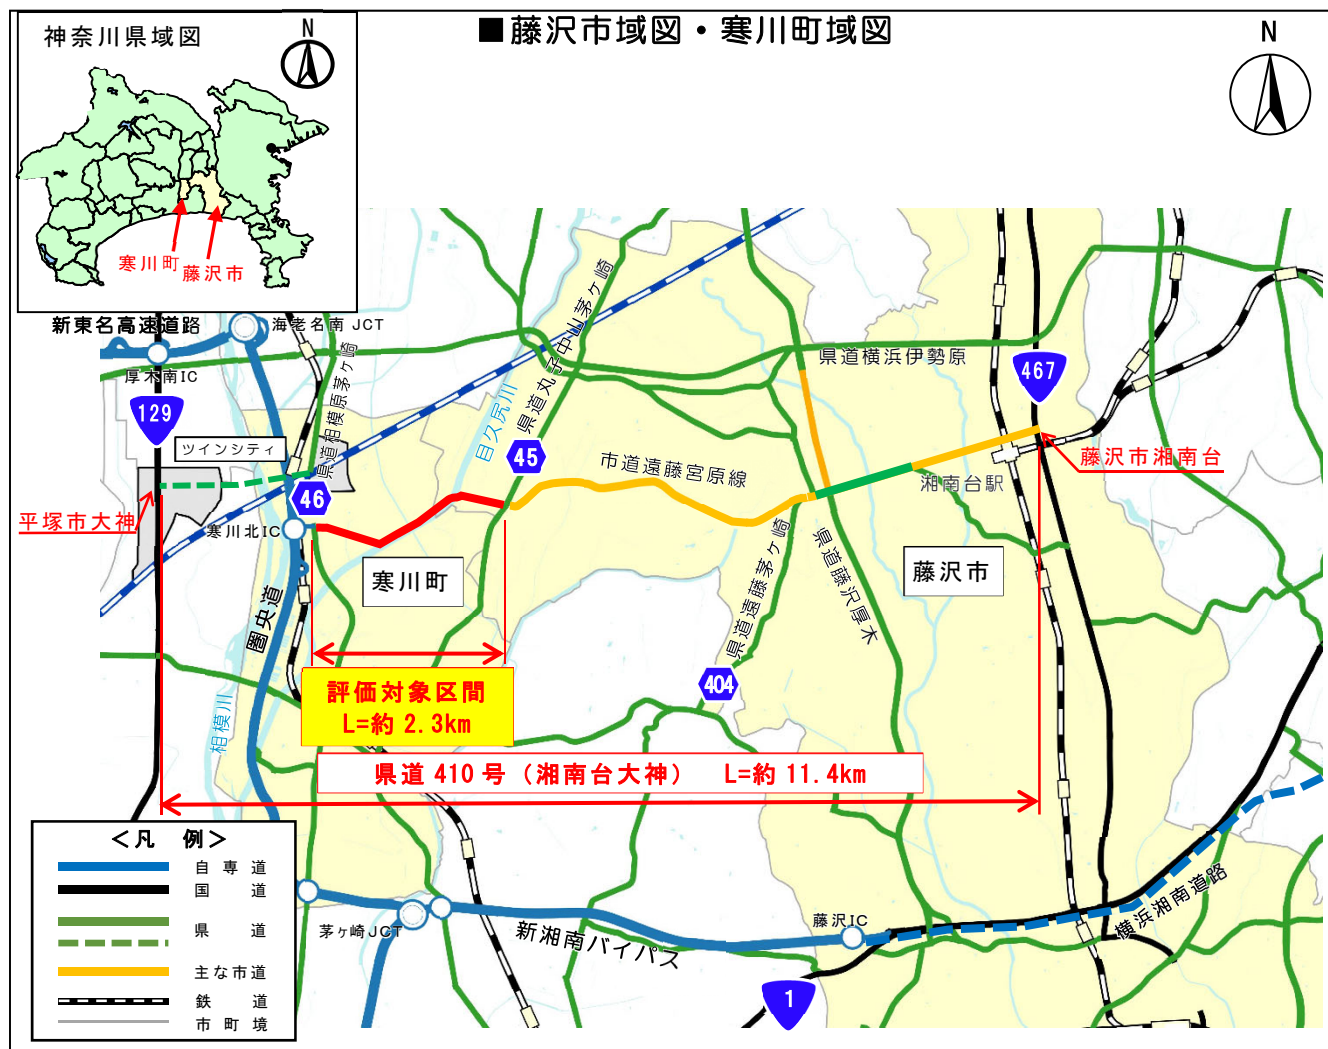 ■藤沢市域図・寒川町域図
神奈川県域図
N
N
寒川町
藤沢市
新東名高速道路
海老名南 JCT
厚木南IC
129
ツインシティ
県道相模原茅ヶ崎
46
平塚市大神
寒川北IC
目久尻川
県道丸子中山茅ヶ崎
45
市道遠藤宮原線
県道横浜伊勢原
467
藤沢市湘南台
湘南台駅
寒川町
藤沢市
県道遠藤茅ヶ崎
県道藤沢厚木
404
圏央道
相模川
評価対象区間
L=約 2.3km
県道 410 号（湘南台大神） L=約 11.4km
＜凡 例＞
自専道
国道
県道
主な市道
鉄道
市町境
茅ヶ崎JCT
新湘南バイパス
藤沢IC
横浜湘南道路
1